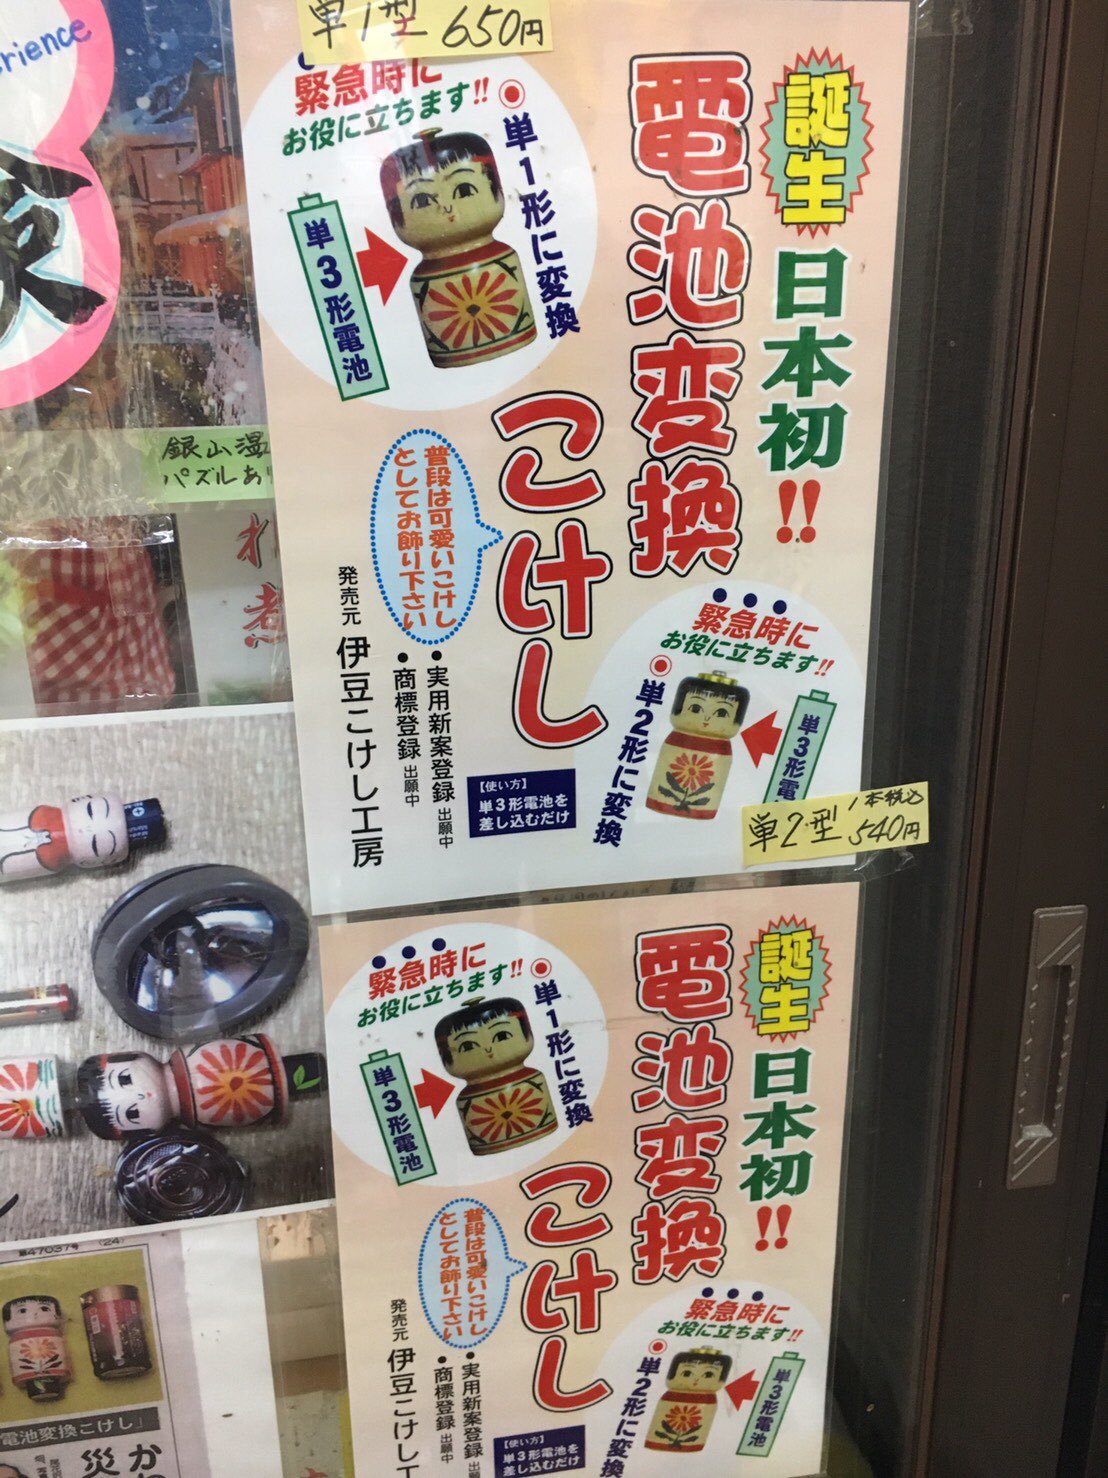 単1型 650円
誕生
日本初!!
電池変換
こけし
緊急時に
お役に立ちます!!
単1形に変換
単3形電池
普段は可愛いこけし
としてお飾り下さい
緊急時に
お役に立ちます!!
単2形に変換
単3形電
1本税込
単2型 540円
【使い方】
単3形電池を
差し込むだけ
・実用新案登録 出願中
・商標登録 出願中
発売元 伊豆こけし工房
rience
銀山温
パズルあり
誕生
日本初!!
電池変換
こけし
緊急時に
お役に立ちます!!
単1形に変換
単3形電池
普段は可愛いこけし
としてお飾り下さい
緊急時に
お役に立ちます!!
単2形に変換
単3形電池
【使い方】
単3形電池を
差し込むだけ
・実用新案登録 出願中
・商標登録 出願中
発売元 伊豆こけし工
第47037号 (24)
電池変換こけし」
か
災